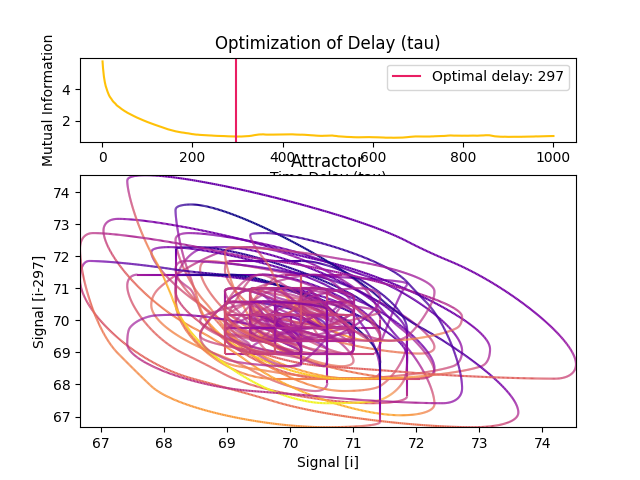 Optimization of Delay (tau)
Mutual Information
4
2
Optimal delay: 297
0 200 400 600 800 1000
Time Delay (tau)
Attractor
Signal [i-297]
74
73
72
71
70
69
68
67
67 68 69 70 71 72 73 74
Signal [i]